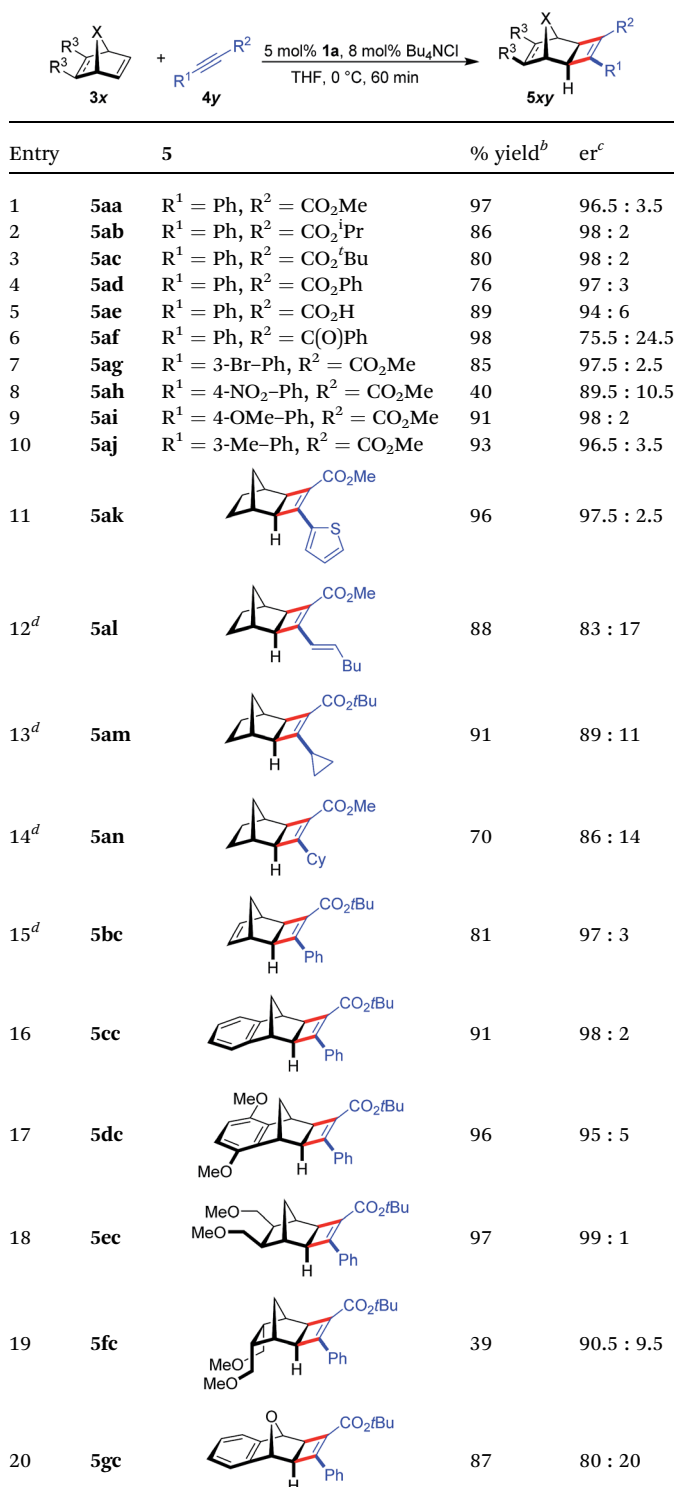 X
R³
R³
3x
+
R²
R¹
4y
5 mol% 1a, 8 mol% Bu₄NCl
THF, 0 °C, 60 min
X
R³
R³
R²
R¹
H
5xy
Entry 5 % yieldᵇ erᶜ
1 5aa R¹ = Ph, R² = CO₂Me 97 96.5 : 3.5
2 5ab R¹ = Ph, R² = CO₂ⁱPr 86 98 : 2
3 5ac R¹ = Ph, R² = CO₂ᵗBu 80 98 : 2
4 5ad R¹ = Ph, R² = CO₂Ph 76 97 : 3
5 5ae R¹ = Ph, R² = CO₂H 89 94 : 6
6 5af R¹ = Ph, R² = C(O)Ph 98 75.5 : 24.5
7 5ag R¹ = 3-Br–Ph, R² = CO₂Me 85 97.5 : 2.5
8 5ah R¹ = 4-NO₂–Ph, R² = CO₂Me 40 89.5 : 10.5
9 5ai R¹ = 4-OMe–Ph, R² = CO₂Me 91 98 : 2
10 5aj R¹ = 3-Me–Ph, R² = CO₂Me 93 96.5 : 3.5
CO₂Me
11 5ak 96 97.5 : 2.5
H S
CO₂Me
12ᵈ 5al 88 83 : 17
H
Bu
CO₂tBu
13ᵈ 5am 91 89 : 11
H
CO₂Me
14ᵈ 5an 70 86 : 14
H Cy
CO₂tBu
15ᵈ 5bc 81 97 : 3
H Ph
CO₂tBu
16 5cc 91 98 : 2
H Ph
MeO CO₂tBu
17 5dc 96 95 : 5
MeO H Ph
CO₂tBu
MeO
18 5ec MeO 97 99 : 1
H Ph
CO₂tBu
19 5fc 39 90.5 : 9.5
MeO H Ph
MeO
O CO₂tBu
20 5gc 87 80 : 20
H Ph